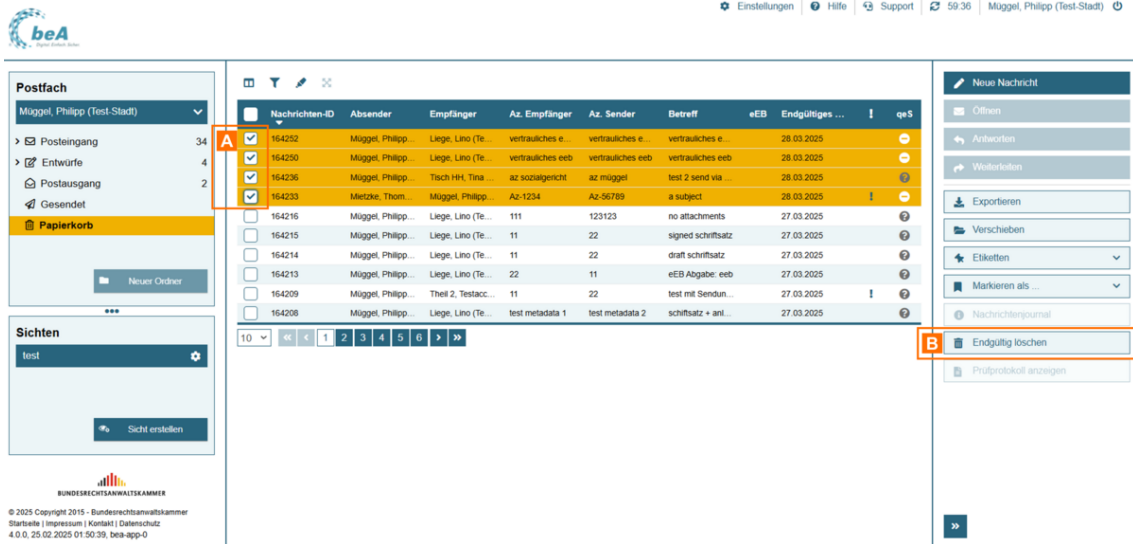 Einstellungen Hilfe Support 59:36 Müggel, Philipp (Test-Stadt)
beA
Digital. Einfach. Sicher.
Postfach
Müggel, Philipp (Test-Stadt)
Posteingang 34
Entwürfe 4
Postausgang 2
Gesendet
Papierkorb
Neuer Ordner
Sichten
test
Sicht erstellen
BUNDESRECHTSANWALTSKAMMER
© 2025 Copyright 2015 - Bundesrechtsanwaltskammer
Startseite | Impressum | Kontakt | Datenschutz
4.0.0, 25.02.2025 01:50:39, bea-app-0
Nachrichten-ID Absender Empfänger Az. Empfänger Az. Sender Betreff eEB Endgültiges ... ! qeS
A
164252 Müggel, Philipp... Liege, Lino (Te... vertrauliches e... vertrauliches e... vertrauliches e... 28.03.2025
164250 Müggel, Philipp... Liege, Lino (Te... vertrauliches eeb vertrauliches eeb vertrauliches eeb 28.03.2025
164236 Müggel, Philipp... Tisch HH, Tina ... az sozialgericht az müggel test 2 send via ... 28.03.2025 ?
164233 Mietzke, Thom... Müggel, Philipp... Az-1234 Az-56789 a subject 28.03.2025 !
164216 Müggel, Philipp... Liege, Lino (Te... 111 123123 no attachments 27.03.2025 ?
164215 Müggel, Philipp... Liege, Lino (Te... 11 22 signed schriftsatz 27.03.2025 ?
164214 Müggel, Philipp... Liege, Lino (Te... 11 22 draft schriftsatz 27.03.2025 ?
164213 Müggel, Philipp... Liege, Lino (Te... 22 11 eEB Abgabe: eeb 27.03.2025 ?
164209 Müggel, Philipp... Theil 2, Testacc... 11 22 test mit Sendun... 27.03.2025 ! ?
164208 Müggel, Philipp... Liege, Lino (Te... test metadata 1 test metadata 2 schiftsatz + anl... 27.03.2025 ?
10 « < 1 2 3 4 5 6 > »
Neue Nachricht
Öffnen
Antworten
Weiterleiten
Exportieren
Verschieben
Etiketten
Markieren als ...
Nachrichtenjournal
B Endgültig löschen
Prüfprotokoll anzeigen
»